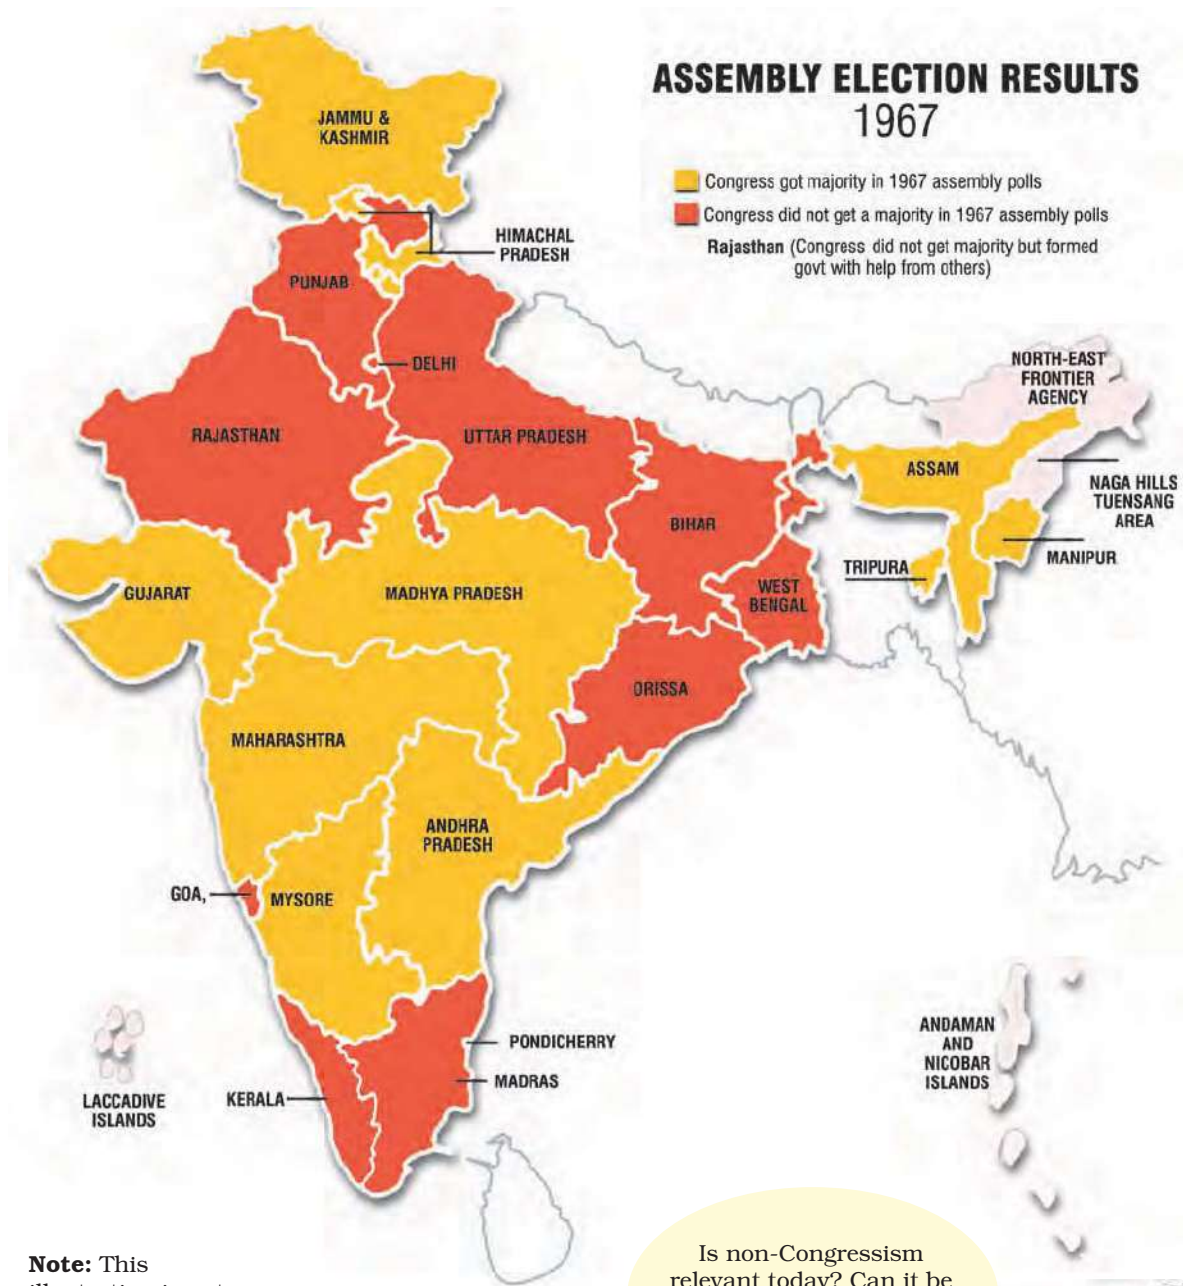 ASSEMBLY ELECTION RESULTS
1967
Congress got majority in 1967 assembly polls
Congress did not get a majority in 1967 assembly polls
Rajasthan (Congress did not get majority but formed
govt with help from others)
JAMMU &
KASHMIR
HIMACHAL
PRADESH
PUNJAB
DELHI
NORTH-EAST
FRONTIER
AGENCY
RAJASTHAN
UTTAR PRADESH
ASSAM
NAGA HILLS
TUENSANG
AREA
BIHAR
MANIPUR
TRIPURA
GUJARAT
MADHYA PRADESH
WEST
BENGAL
ORISSA
MAHARASHTRA
ANDHRA
PRADESH
GOA,
MYSORE
ANDAMAN
AND
NICOBAR
ISLANDS
PONDICHERRY
MADRAS
KERALA
LACCADIVE
ISLANDS
Note: This
Is non-Congressism
relevant today? Can it be